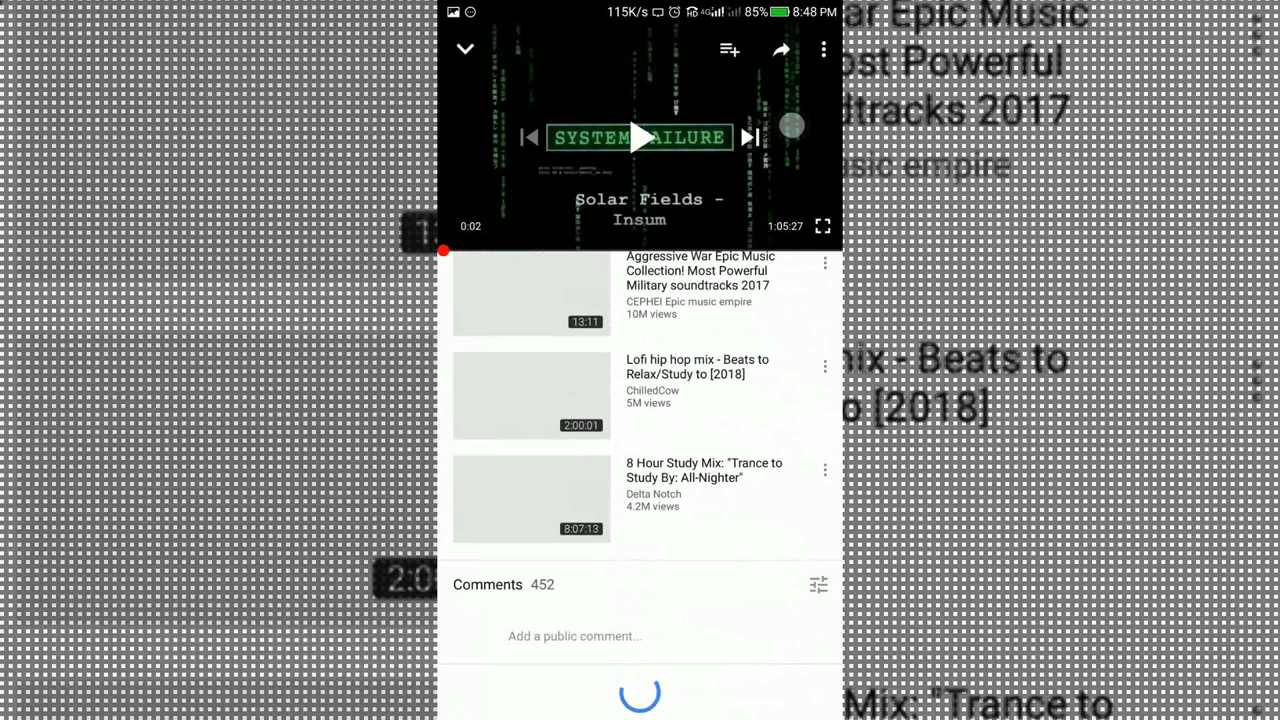 115K/s 4G 85% 8:48 PM
SYSTEM FAILURE
Solar Fields -
Insum
0:02
1:05:27
Aggressive War Epic Music
Collection! Most Powerful
Military soundtracks 2017
CEPHEI Epic music empire
10M views
13:11
Lofi hip hop mix - Beats to
Relax/Study to [2018]
ChilledCow
5M views
2:00:01
8 Hour Study Mix: "Trance to
Study By: All-Nighter"
Delta Notch
4.2M views
8:07:13
Comments 452
Add a public comment...
ar Epic Music
ost Powerful
dtracks 2017
usic empire
mix - Beats to
o [2018]
Mix: "Trance to